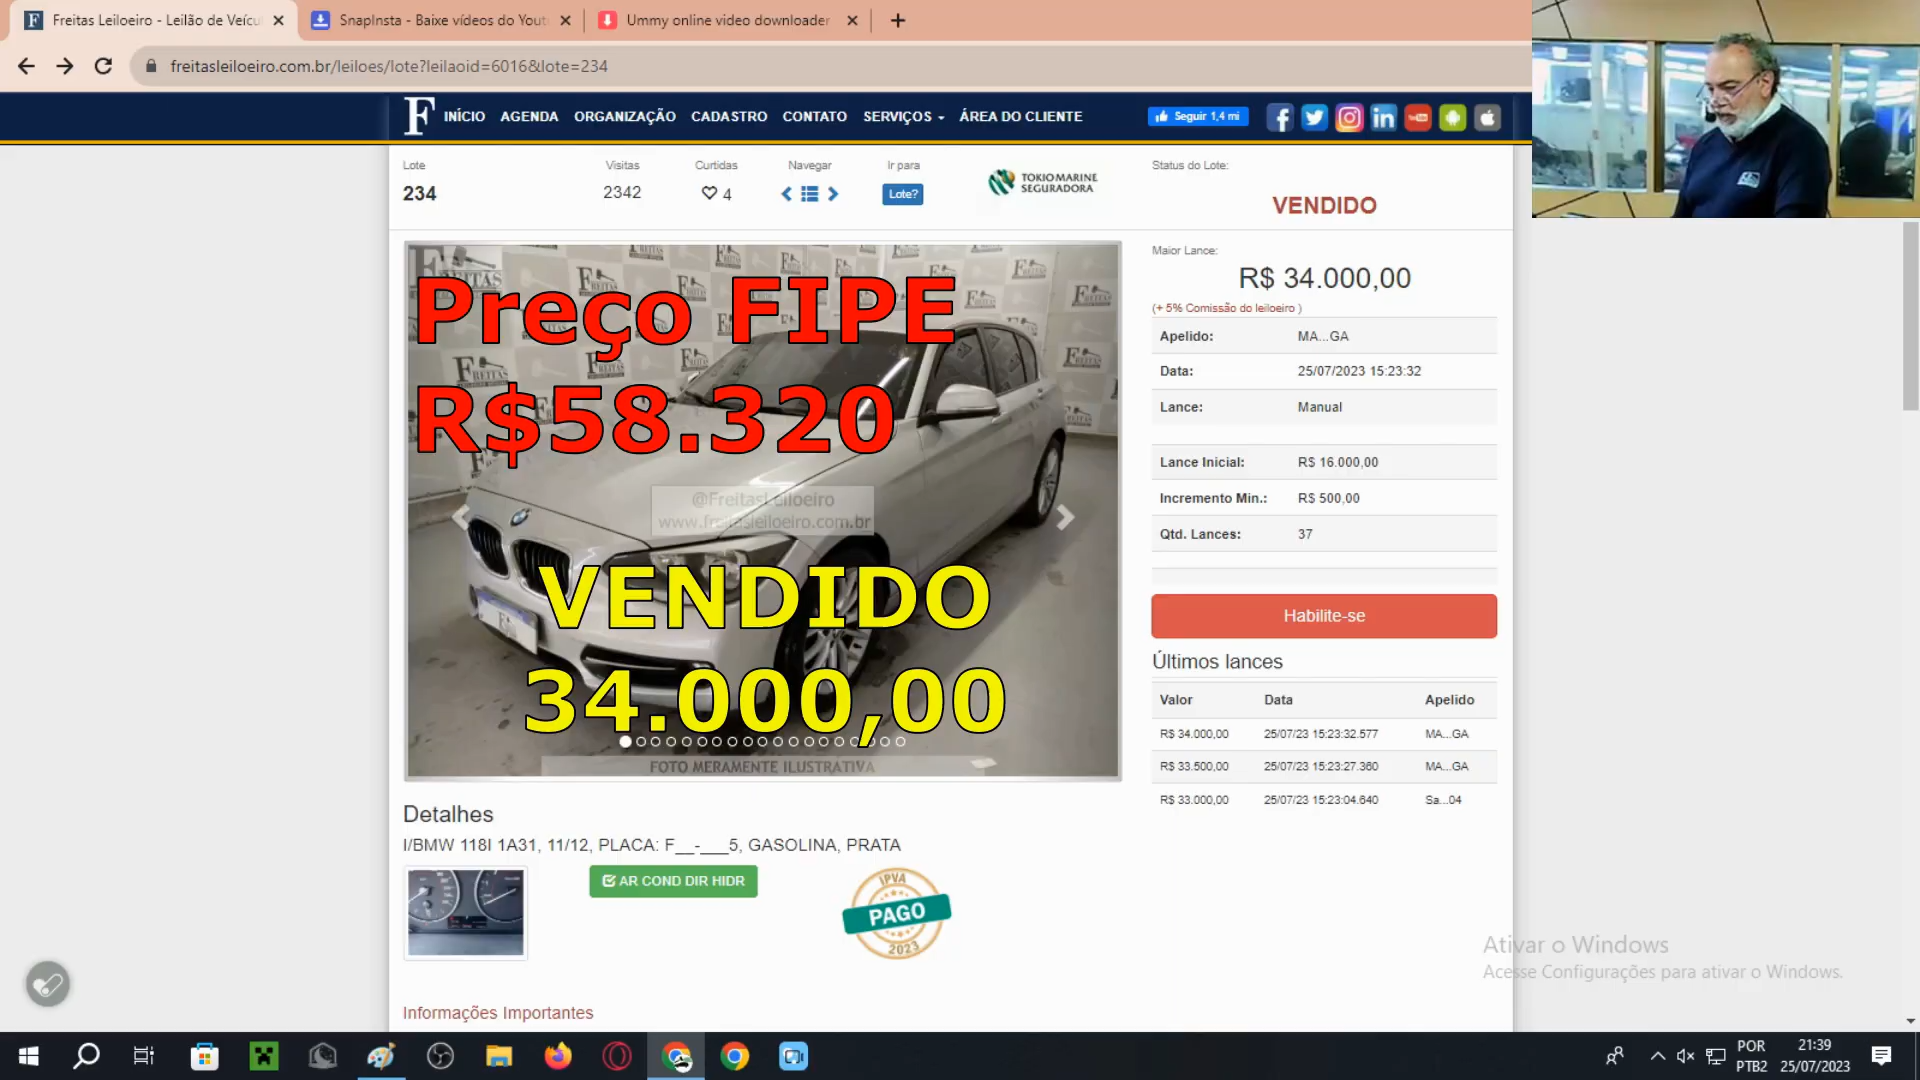 Freitas Leiloeiro - Leilão de Veícu
SnapInsta - Baixe vídeos do Yout
Ummy online video downloader
freitasleiloeiro.com.br/leiloes/lote?leilaoid=6016&lote=234
F INÍCIO AGENDA ORGANIZAÇÃO CADASTRO CONTATO SERVIÇOS ÁREA DO CLIENTE
Seguir 1,4 mi
Lote
234
Visitas
2342
Curtidas
4
Navegar
Ir para
Lote?
TOKIO MARINE
SEGURADORA
Status do Lote:
VENDIDO
Preço FIPE
R$58.320
@FreitasLeiloeiro
www.freitasleiloeiro.com.br
VENDIDO
34.000,00
FOTO MERAMENTE ILUSTRATIVA
Maior Lance:
R$ 34.000,00
(+ 5% Comissão do leiloeiro )
Apelido: MA...GA
Data: 25/07/2023 15:23:32
Lance: Manual
Lance Inicial: R$ 16.000,00
Incremento Min.: R$ 500,00
Qtd. Lances: 37
Habilite-se
Últimos lances
Valor Data Apelido
R$ 34.000,00 25/07/23 15:23:32.577 MA...GA
R$ 33.500,00 25/07/23 15:23:27.360 MA...GA
R$ 33.000,00 25/07/23 15:23:04.640 Sa...04
Detalhes
I/BMW 118I 1A31, 11/12, PLACA: F__-___5, GASOLINA, PRATA
AR COND DIR HIDR
IPVA
PAGO
2023
Informações Importantes
Ativar o Windows
Acesse Configurações para ativar o Windows.
POR
PTB2
21:39
25/07/2023